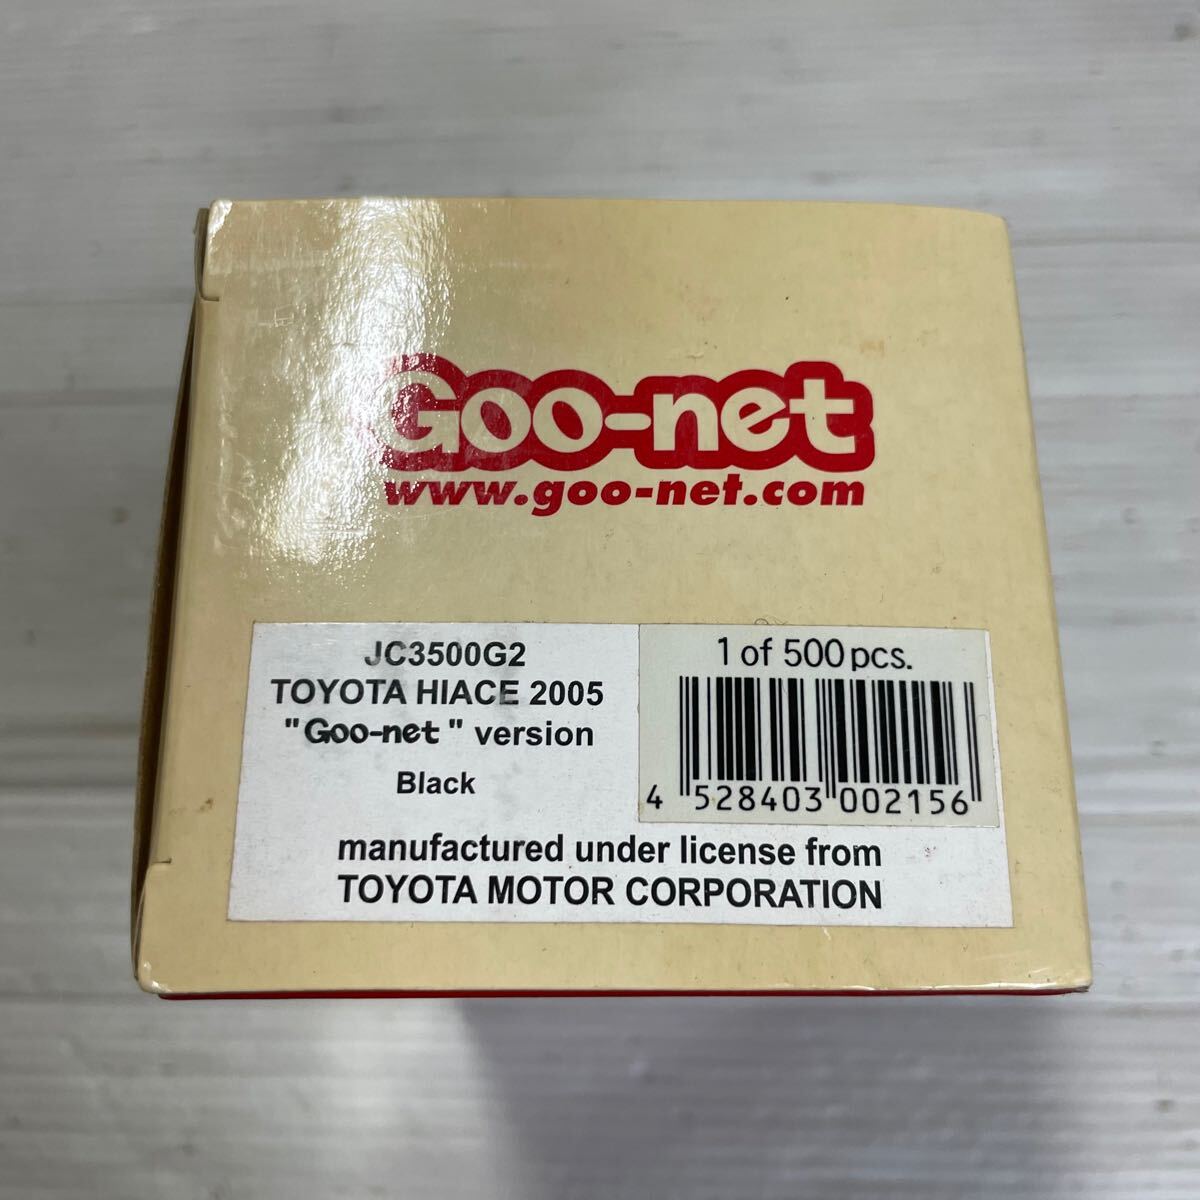 Goo-net
www.goo-net.com
JC3500G2
TOYOTA HIACE 2005
"Goo-net" version
Black
1 of 500 pcs.
4 528403 002156
manufactured under license from
TOYOTA MOTOR CORPORATION